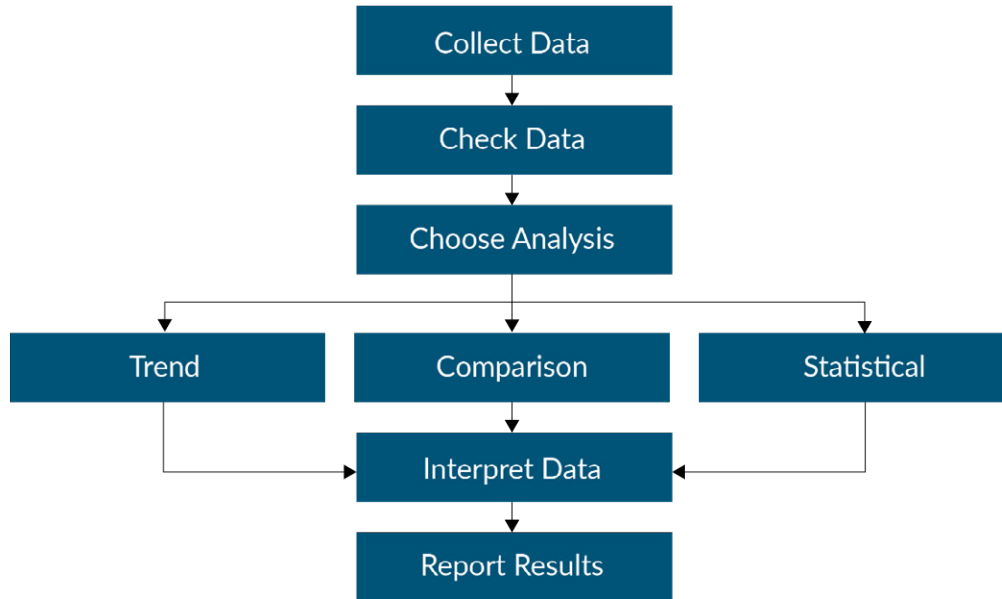 Collect Data
Check Data
Choose Analysis
Trend
Comparison
Statistical
Interpret Data
Report Results